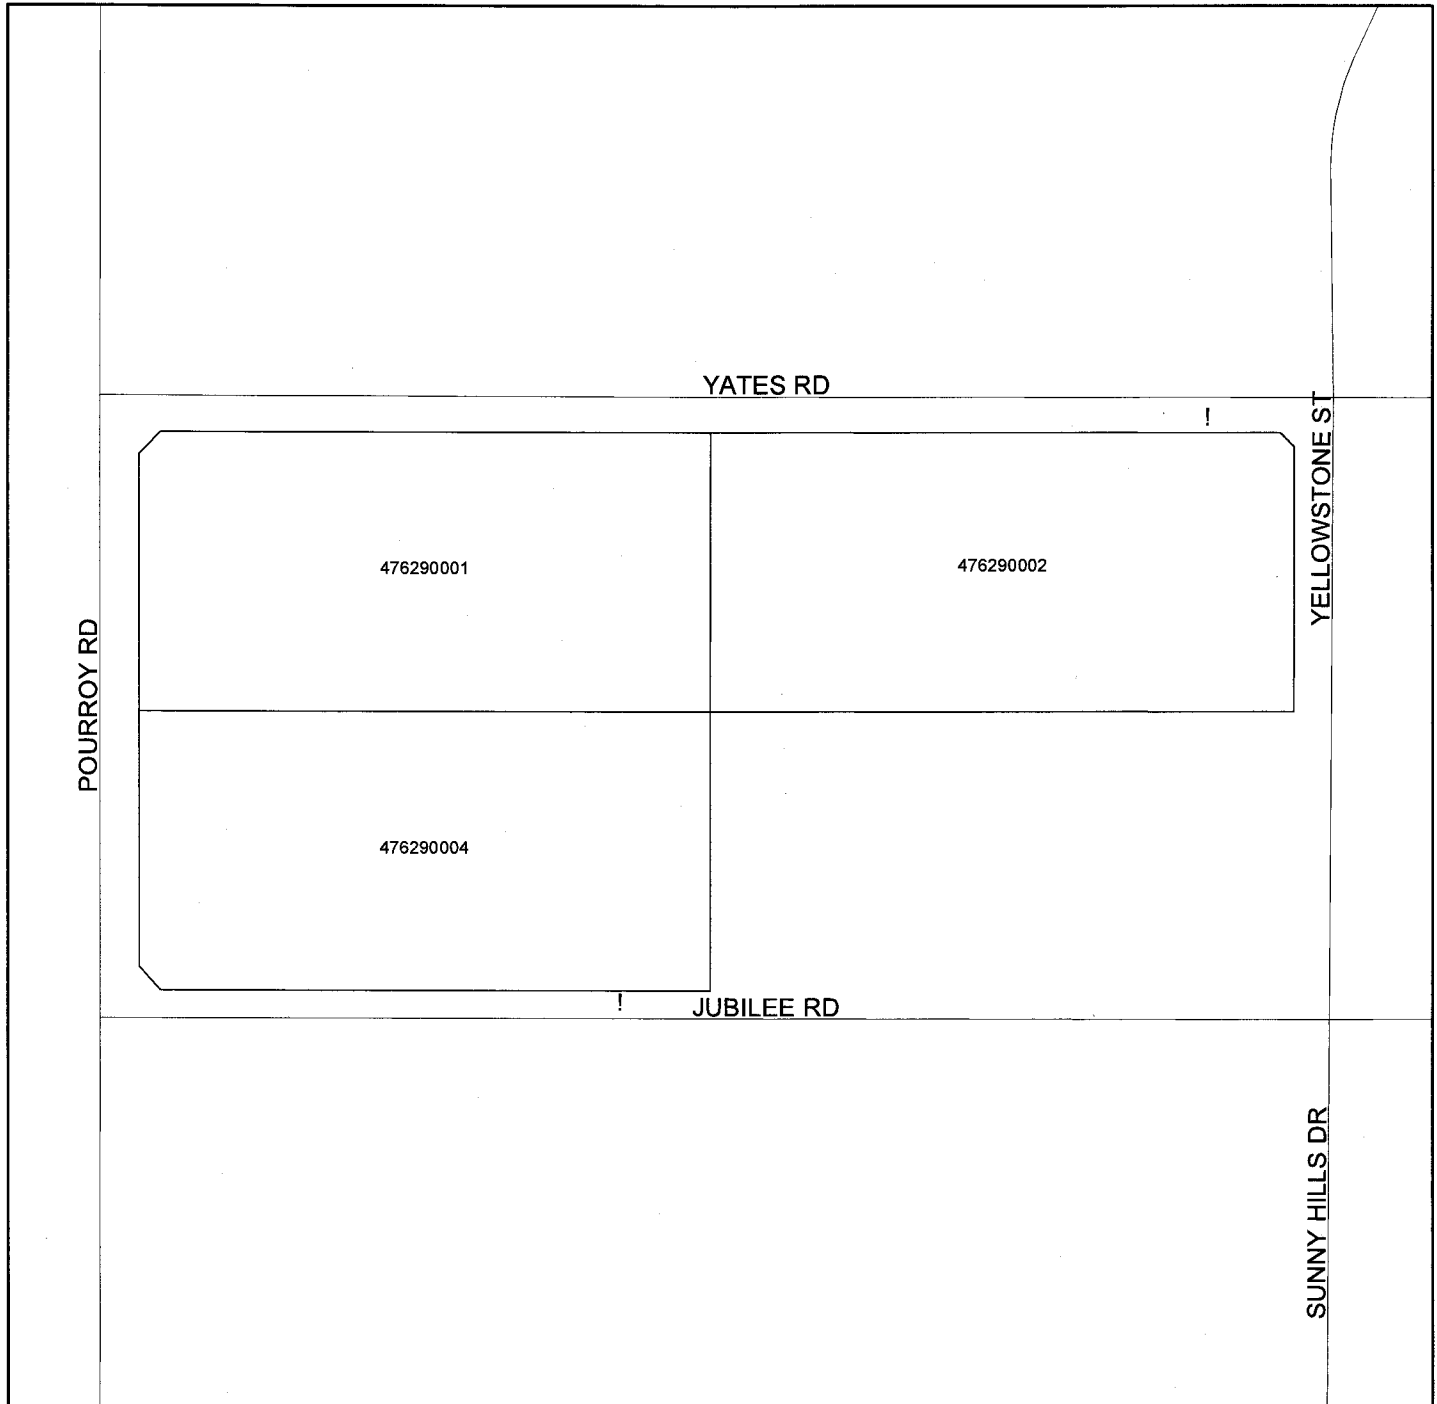 YATES RD
!
YELLOWSTONE ST
476290001
476290002
POURROY RD
476290004
!
JUBILEE RD
SUNNY HILLS DR